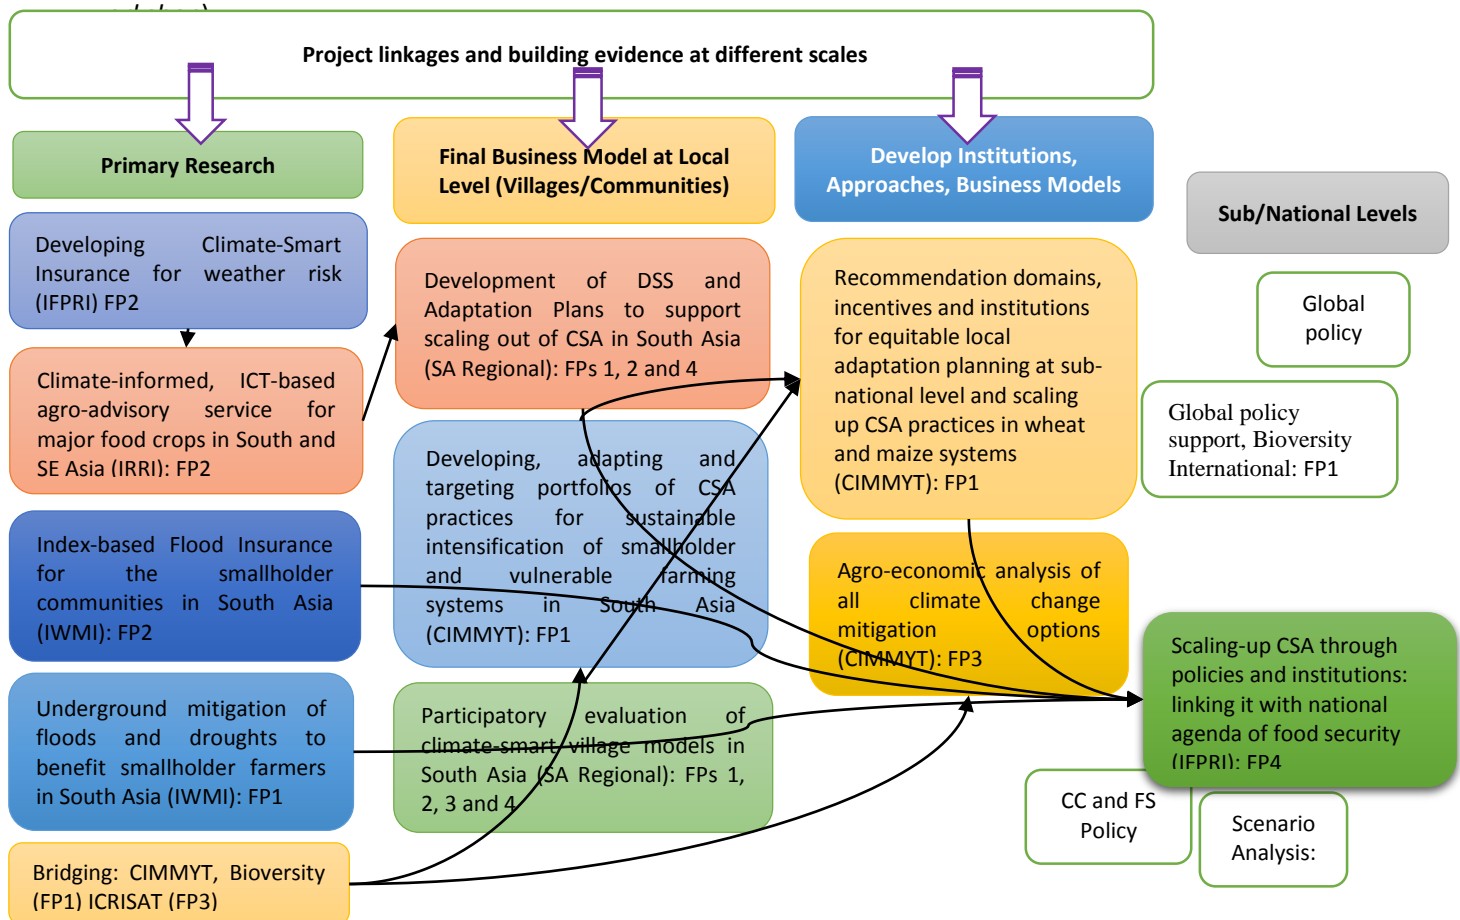 Project linkages and building evidence at different scales
Primary Research
Developing Climate-Smart
Insurance for weather risk
(IFPRI) FP2
Climate-informed, ICT-based
agro-advisory service for
major food crops in South and
SE Asia (IRRI): FP2
Index-based Flood Insurance
for the smallholder
communities in South Asia
(IWMI): FP2
Underground mitigation of
floods and droughts to
benefit smallholder farmers
in South Asia (IWMI): FP1
Bridging: CIMMYT, Bioversity
(FP1) ICRISAT (FP3)
Final Business Model at Local
Level (Villages/Communities)
Development of DSS and
Adaptation Plans to support
scaling out of CSA in South Asia
(SA Regional): FPs 1, 2 and 4
Developing, adapting and
targeting portfolios of CSA
practices for sustainable
intensification of smallholder
and vulnerable farming
systems in South Asia
(CIMMYT): FP1
Participatory evaluation of
climate-smart village models in
South Asia (SA Regional): FPs 1,
2, 3 and 4
Develop Institutions,
Approaches, Business Models
Recommendation domains,
incentives and institutions
for equitable local
adaptation planning at sub-
national level and scaling
up CSA practices in wheat
and maize systems
(CIMMYT): FP1
Agro-economic analysis of
all climate change
mitigation options
(CIMMYT): FP3
Sub/National Levels
Global
policy
Global policy
support, Bioversity
International: FP1
Scaling-up CSA through
policies and institutions:
linking it with national
agenda of food security
(IFPRI): FP4
CC and FS
Policy
Scenario
Analysis: